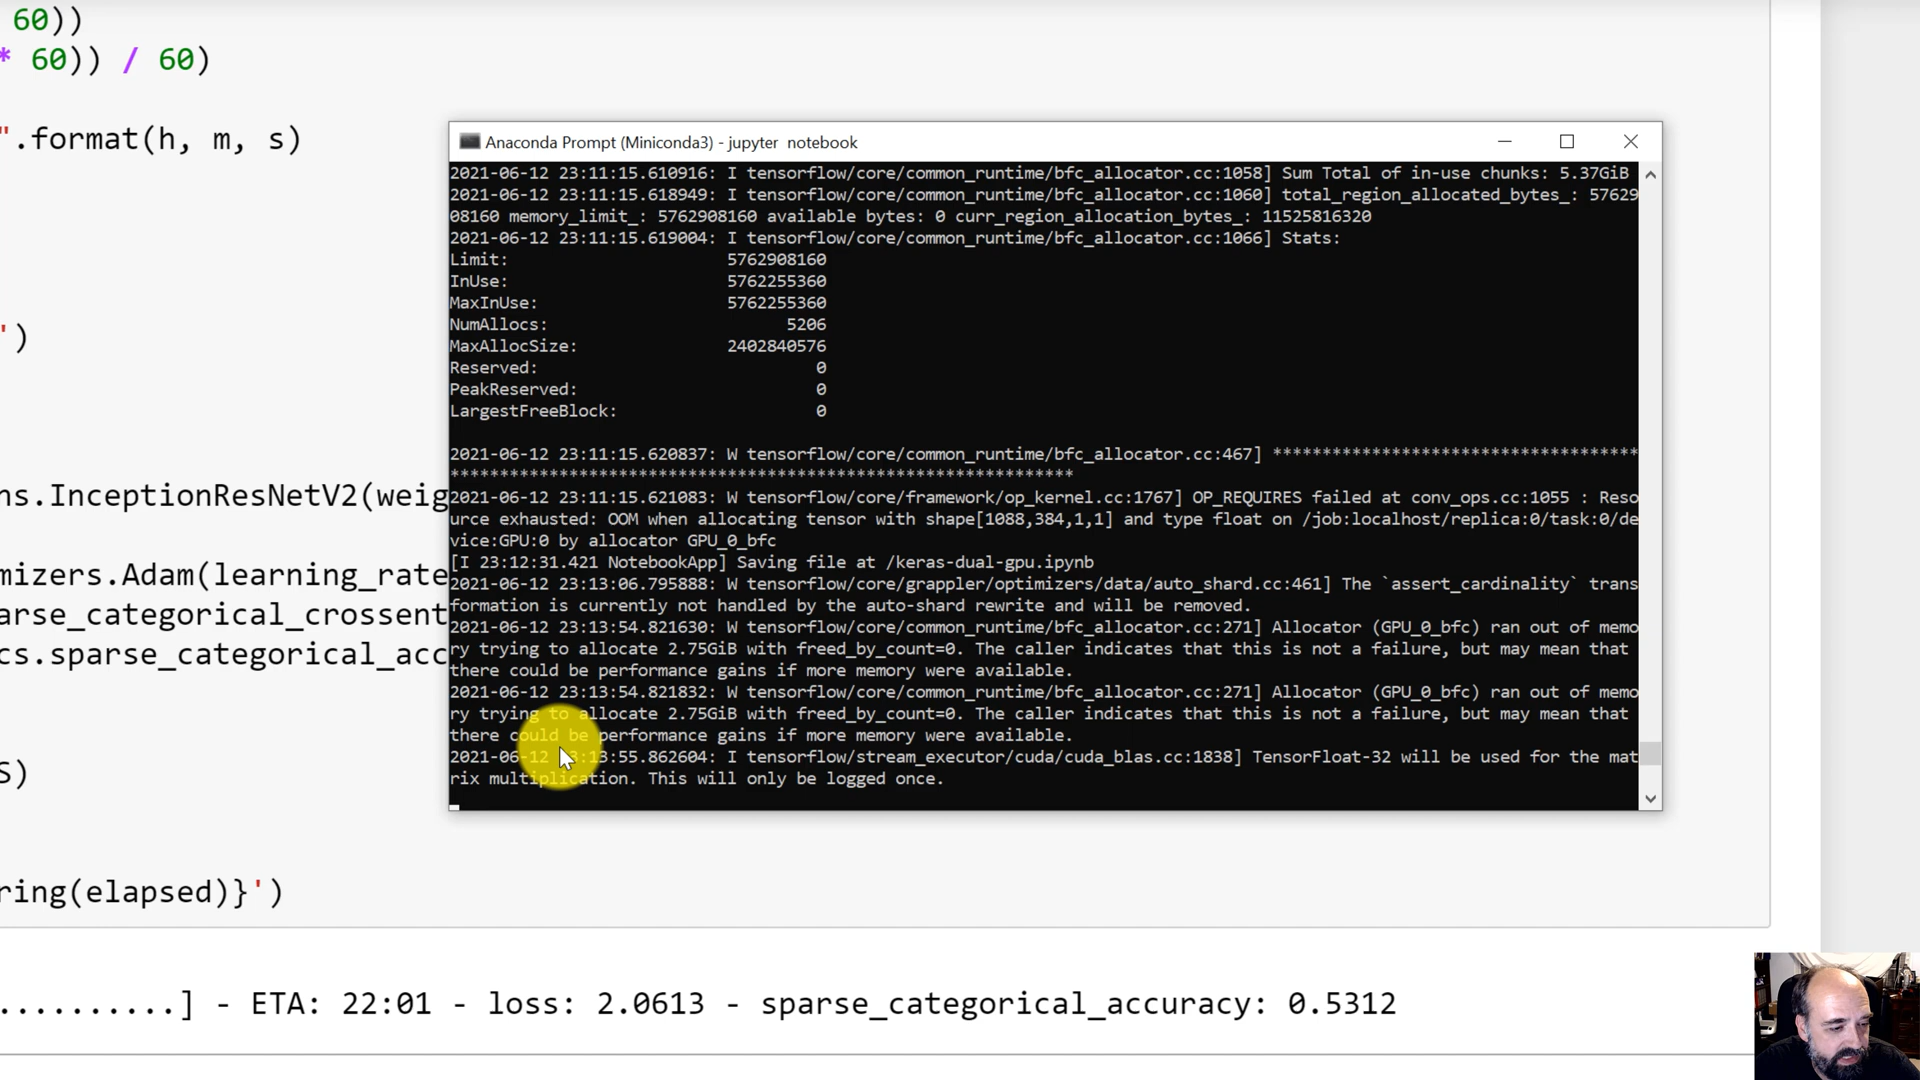 60))
* 60)) / 60)
".format(h, m, s)
')
ns.InceptionResNetV2(weig
mizers.Adam(learning_rate
arse_categorical_crossent
cs.sparse_categorical_acc
S)
ring(elapsed)}')
Anaconda Prompt (Miniconda3) - jupyter notebook
2021-06-12 23:11:15.610916: I tensorflow/core/common_runtime/bfc_allocator.cc:1058] Sum Total of in-use chunks: 5.37GiB
2021-06-12 23:11:15.618949: I tensorflow/core/common_runtime/bfc_allocator.cc:1060] total_region_allocated_bytes_: 57629
08160 memory_limit_: 5762908160 available bytes: 0 curr_region_allocation_bytes_: 11525816320
2021-06-12 23:11:15.619004: I tensorflow/core/common_runtime/bfc_allocator.cc:1066] Stats:
Limit: 5762908160
InUse: 5762255360
MaxInUse: 5762255360
NumAllocs: 5206
MaxAllocSize: 2402840576
Reserved: 0
PeakReserved: 0
LargestFreeBlock: 0
2021-06-12 23:11:15.620837: W tensorflow/core/common_runtime/bfc_allocator.cc:467] *************************************
***************************************************************
2021-06-12 23:11:15.621083: W tensorflow/core/framework/op_kernel.cc:1767] OP_REQUIRES failed at conv_ops.cc:1055 : Reso
urce exhausted: OOM when allocating tensor with shape[1088,384,1,1] and type float on /job:localhost/replica:0/task:0/de
vice:GPU:0 by allocator GPU_0_bfc
[I 23:12:31.421 NotebookApp] Saving file at /keras-dual-gpu.ipynb
2021-06-12 23:13:06.795888: W tensorflow/core/grappler/optimizers/data/auto_shard.cc:461] The `assert_cardinality` trans
formation is currently not handled by the auto-shard rewrite and will be removed.
2021-06-12 23:13:54.821630: W tensorflow/core/common_runtime/bfc_allocator.cc:271] Allocator (GPU_0_bfc) ran out of memo
ry trying to allocate 2.75GiB with freed_by_count=0. The caller indicates that this is not a failure, but may mean that
there could be performance gains if more memory were available.
2021-06-12 23:13:54.821832: W tensorflow/core/common_runtime/bfc_allocator.cc:271] Allocator (GPU_0_bfc) ran out of memo
ry trying to allocate 2.75GiB with freed_by_count=0. The caller indicates that this is not a failure, but may mean that
there could be performance gains if more memory were available.
2021-06-12 23:13:55.862604: I tensorflow/stream_executor/cuda/cuda_blas.cc:1838] TensorFloat-32 will be used for the mat
rix multiplication. This will only be logged once.
..........] - ETA: 22:01 - loss: 2.0613 - sparse_categorical_accuracy: 0.5312